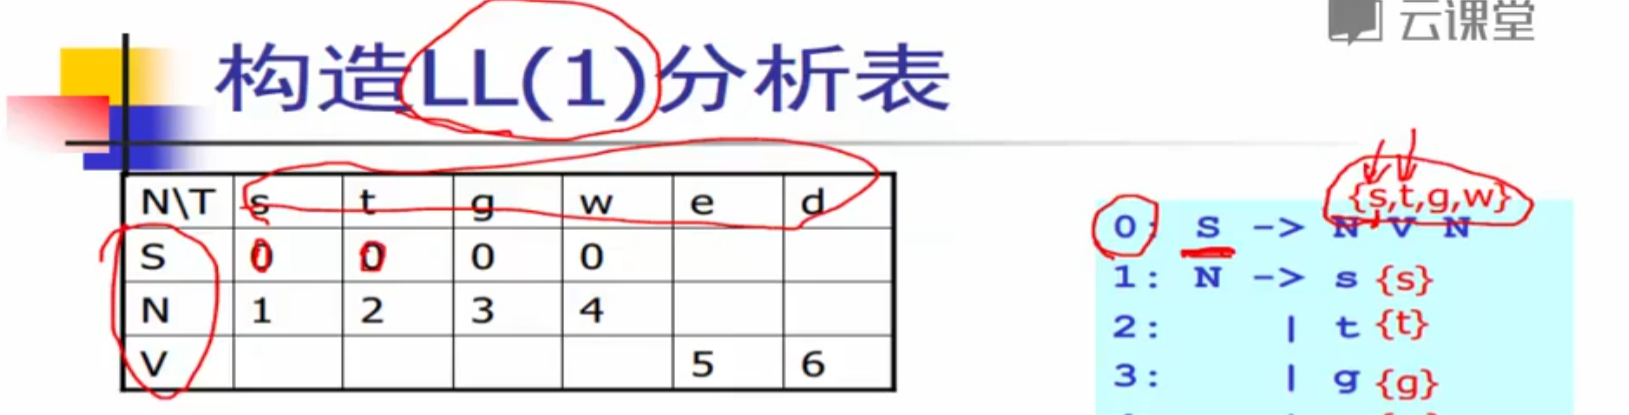 云课堂
构造LL(1)分析表
N\T s t g w e d
S 0 0 0 0
N 1 2 3 4
V 5 6
{s,t,g,w}
0: S -> N V N
1: N -> s {s}
2: | t {t}
3: | g {g}